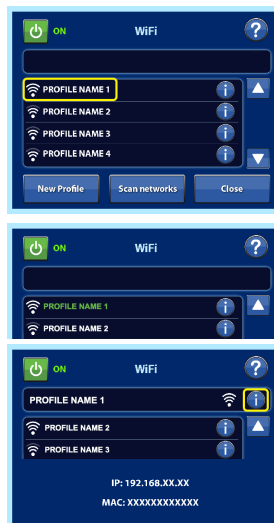 ON WiFi ?
PROFILE NAME 1 i
PROFILE NAME 2 i
PROFILE NAME 3 i
PROFILE NAME 4 i
New Profile Scan networks Close
ON WiFi ?
PROFILE NAME 1 i
PROFILE NAME 2 i
ON WiFi ?
PROFILE NAME 1 i
PROFILE NAME 2 i
PROFILE NAME 3 i
IP: 192.168.XX.XX
MAC: XXXXXXXXXXXX